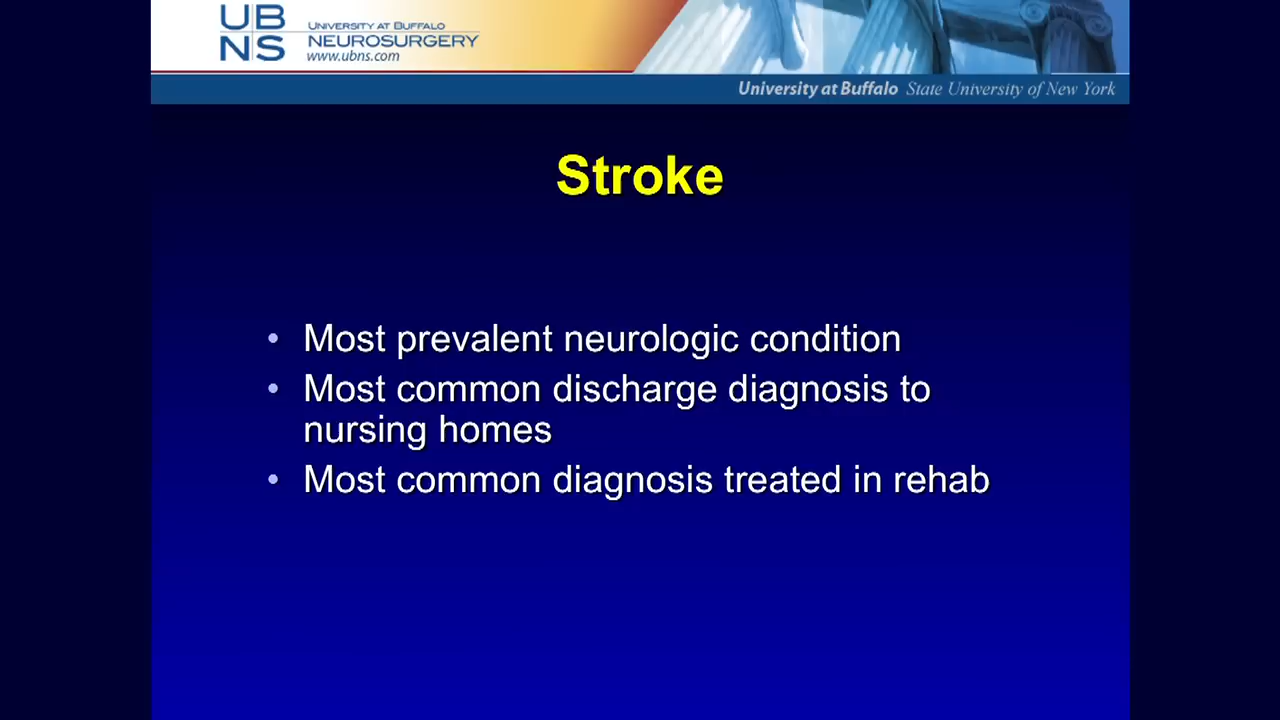 UB
NS
UNIVERSITY AT BUFFALO
NEUROSURGERY
www.ubns.com
University at Buffalo State University of New York
Stroke
• Most prevalent neurologic condition
• Most common discharge diagnosis to
nursing homes
• Most common diagnosis treated in rehab